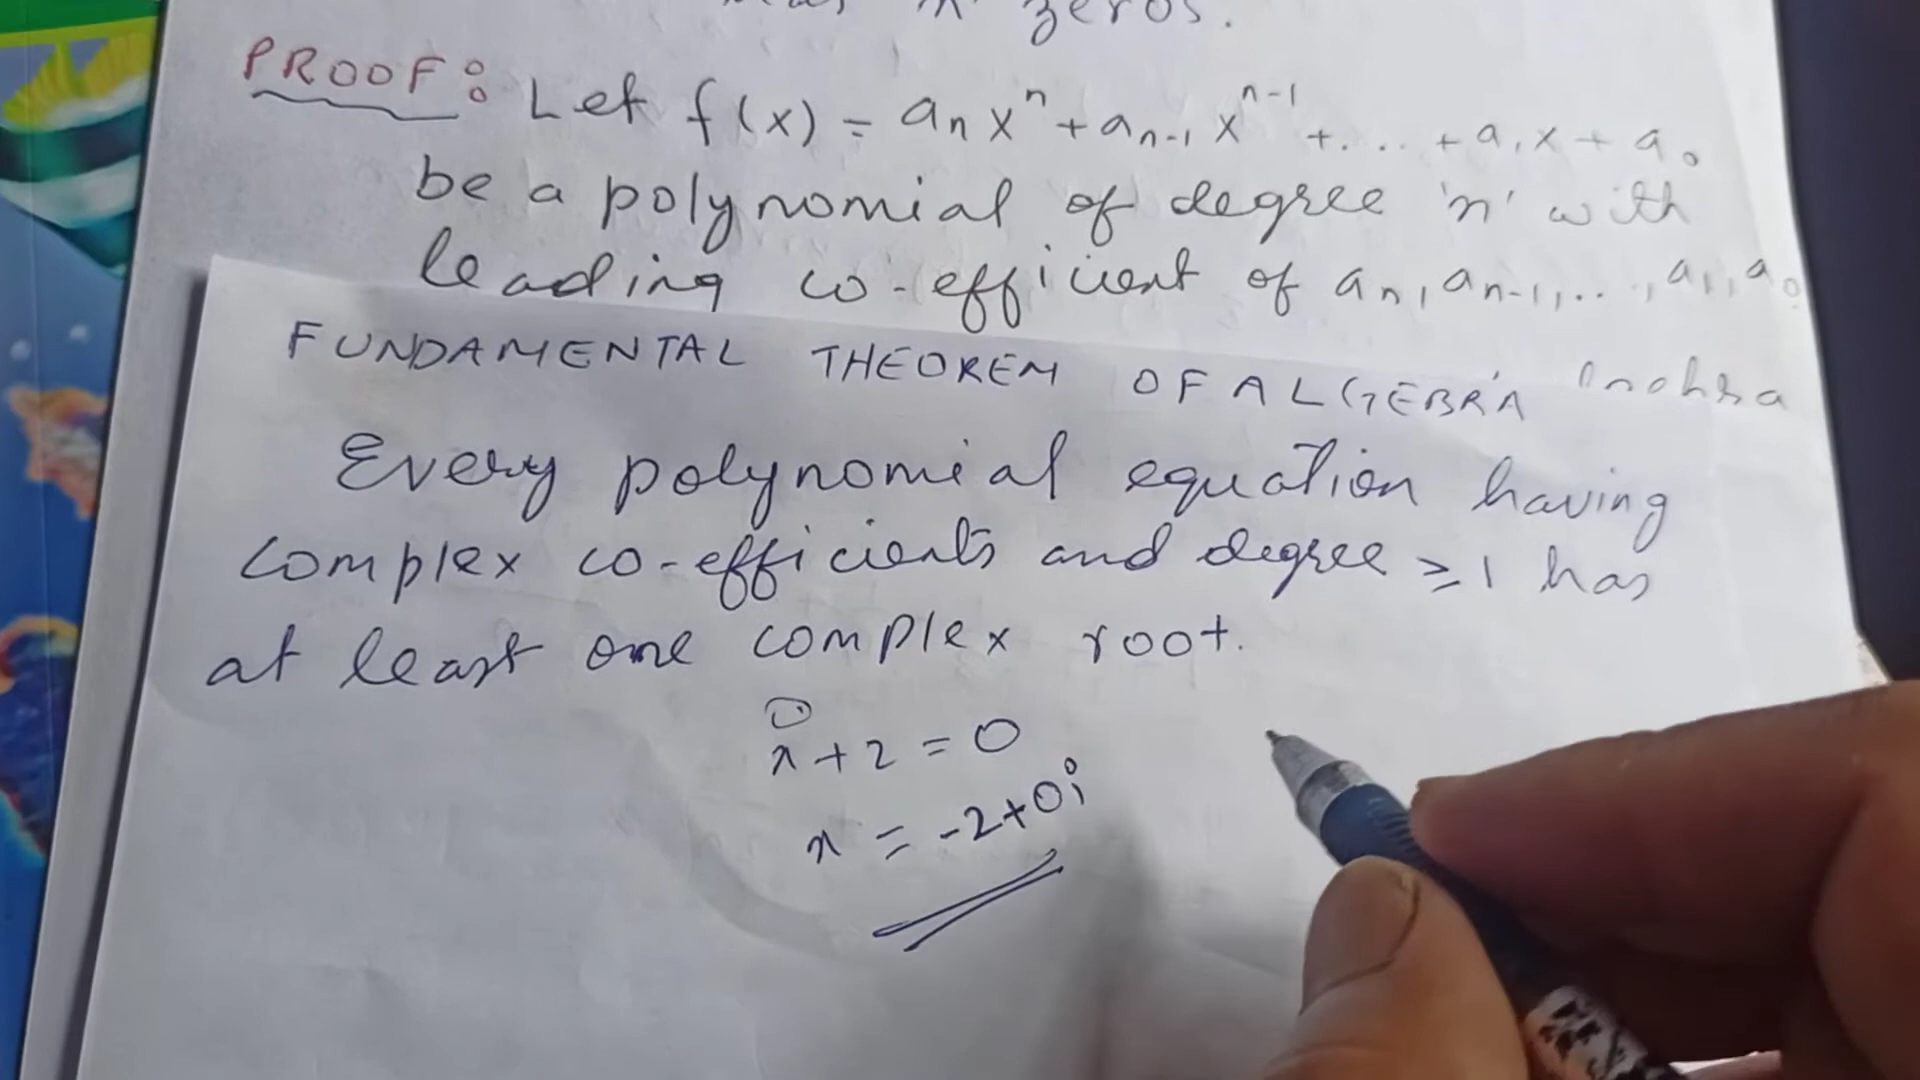 zeros.
PROOF: Let f(x) = aₙxⁿ + aₙ₋₁xⁿ⁻¹ + ... + a₁x + a₀
be a polynomial of degree 'n' with
leading co-efficient of aₙ, aₙ₋₁, .., a₁, a₀
FUNDAMENTAL THEOREM OF ALGEBRA
Every polynomial equation having
complex co-efficients and degree ≥ 1 has
at least one complex root.
x + 2 = 0
x = -2+0i